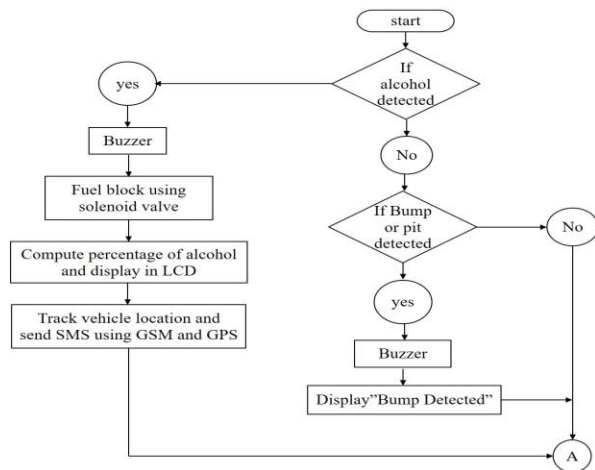 start
If
alcohol
detected
yes
Buzzer
Fuel block using
solenoid valve
Compute percentage of alcohol
and display in LCD
Track vehicle location and
send SMS using GSM and GPS
No
If Bump
or pit
detected
No
yes
Buzzer
Display”Bump Detected”
A